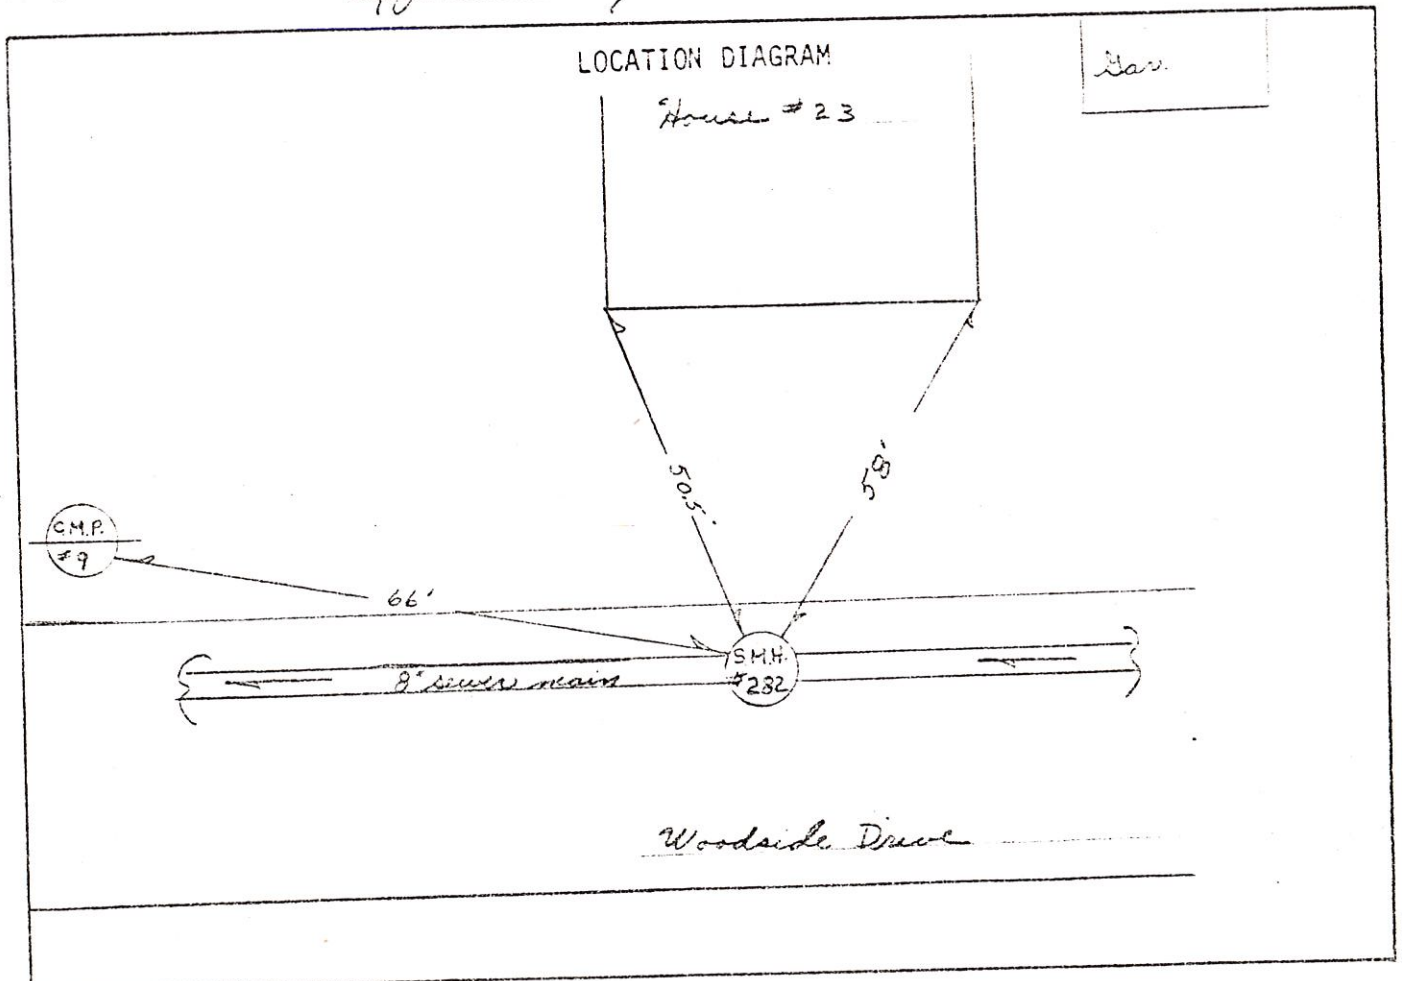 LOCATION DIAGRAM
House #23
Gar.
50.5'
58'
C.M.P.
#9
66'
S.M.H.
#282
8" sewer main
Woodside Drive